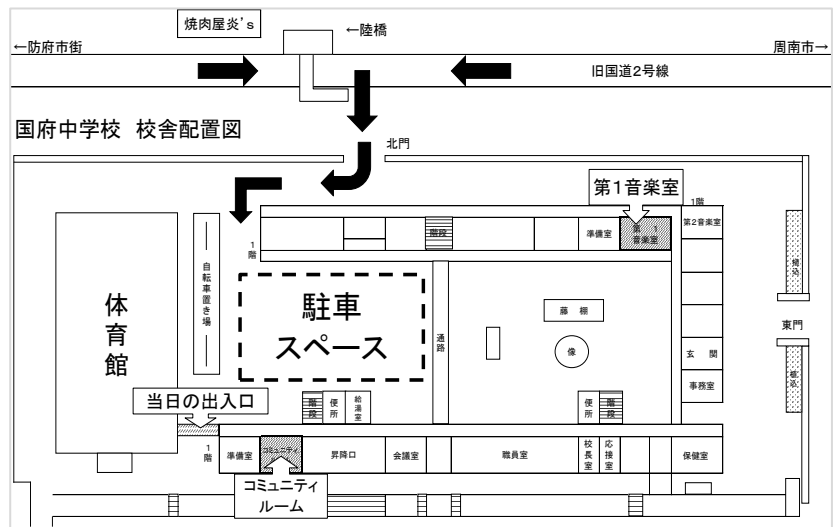 焼肉屋炎's
←陸橋
←防府市街
周南市→
旧国道2号線
国府中学校 校舎配置図
北門
第1音楽室
1階
階段
準備室
第 1
音楽室
第2音楽室
1階
自転車置き場
体育館
駐車
スペース
通路
藤 棚
像
植込
東門
玄 関
事務室
植込
当日の出入口
階段
便所
給湯室
便所
階段
1階
準備室
コミュニティ
昇降口
会議室
職員室
校長室
応接室
保健室
コミュニティ
ルーム